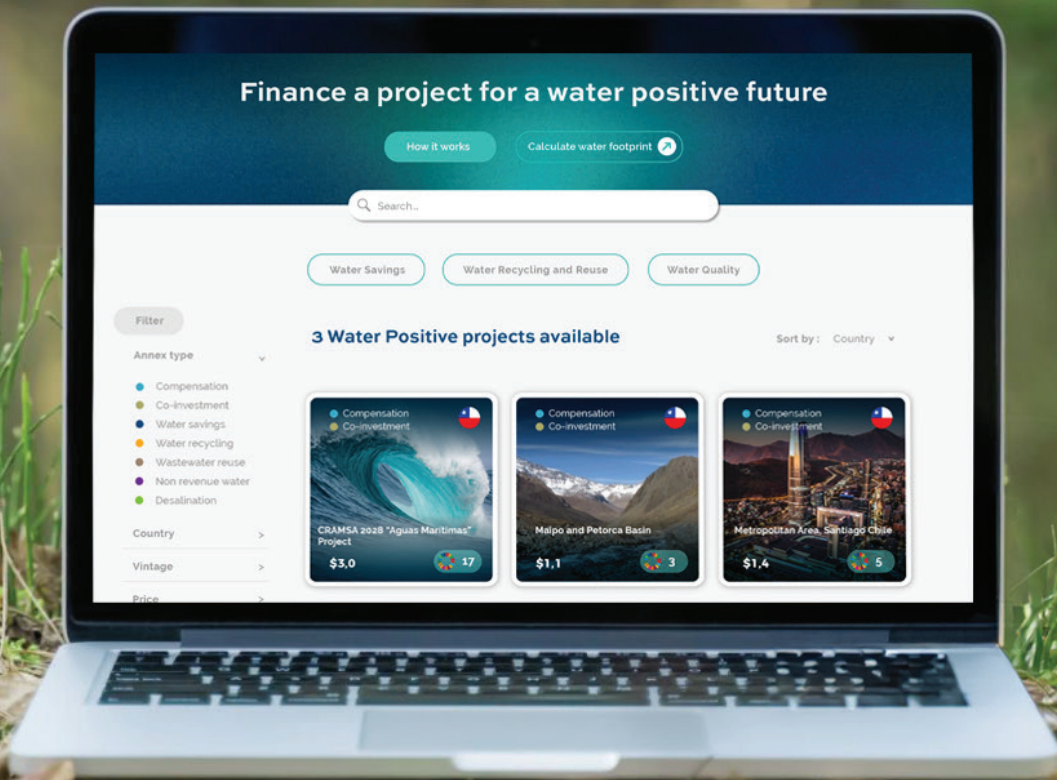 Finance a project for a water positive future
How it works
Calculate water footprint
Search...
Water Savings
Water Recycling and Reuse
Water Quality
Filter
Annex type
Compensation
Co-investment
Water savings
Water recycling
Wastewater reuse
Non revenue water
Desalination
Country
Vintage
Price
3 Water Positive projects available
Sort by : Country
Compensation
Co-investment
CRAMSA 2028 "Aguas Maritimas"
Project
$3,0
17
Compensation
Co-investment
Maipo and Petorca Basin
$1,1
3
Compensation
Co-investment
Metropolitan Area, Santiago Chile
$1,4
5